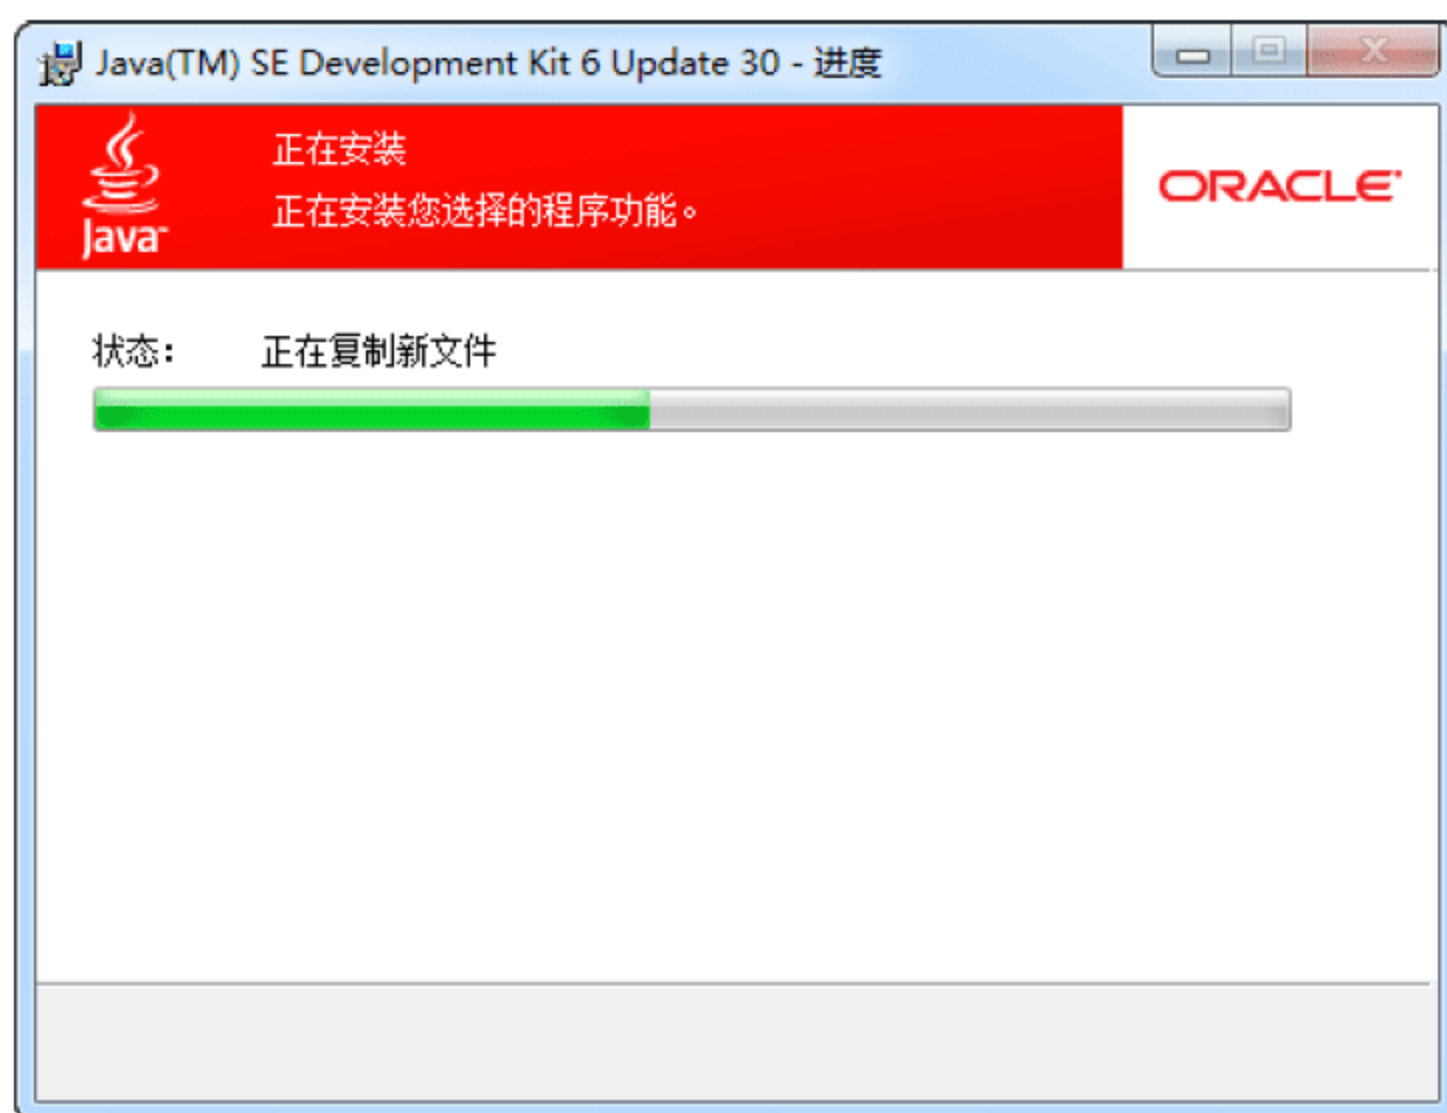 Java(TM) SE Development Kit 6 Update 30 - 进度
正在安装
正在安装您选择的程序功能。
Java
ORACLE
状态： 正在复制新文件